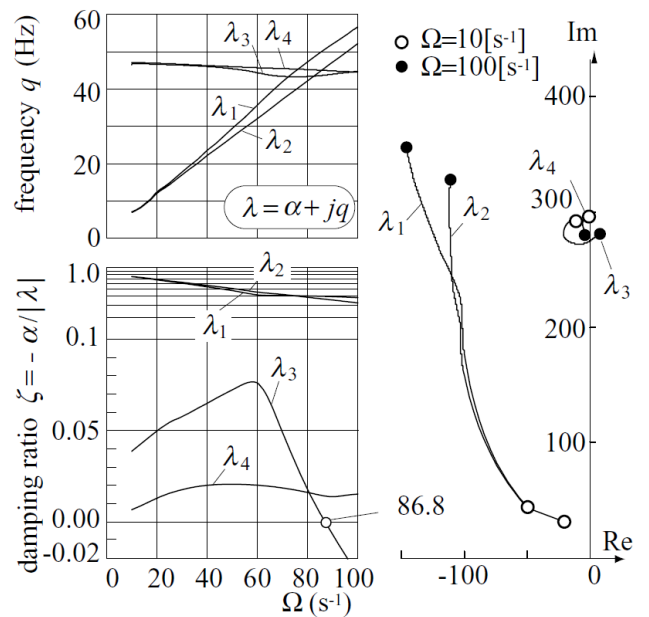 60
40
20
0
frequency q (Hz)
λ3
λ4
λ1
λ2
λ = α + jq
1.0
0.1
0.05
0.00
-0.02
damping ratio ζ = - α/|λ|
λ2
λ1
λ3
λ4
86.8
0 20 40 60 80 100
Ω (s⁻¹)
Ω=10[s⁻¹]
Ω=100[s⁻¹]
Im
400
300
200
100
λ4
λ1
λ2
λ3
-100
0
Re